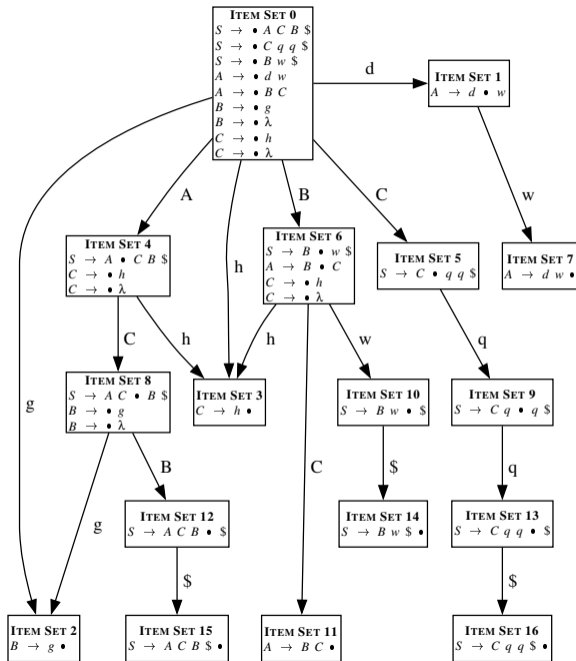 ITEM SET 0
S → • A C B $
S → • C q q $
S → • B w $
A → • d w
A → • B C
B → • g
B → • λ
C → • h
C → • λ
d
ITEM SET 1
A → d • w
A
B
C
w
ITEM SET 4
S → A • C B $
C → • h
C → • λ
h
ITEM SET 6
S → B • w $
A → B • C
C → • h
C → • λ
ITEM SET 5
S → C • q q $
ITEM SET 7
A → d w •
C
h
h
w
q
g
ITEM SET 8
S → A C • B $
B → • g
B → • λ
ITEM SET 3
C → h •
ITEM SET 10
S → B w • $
ITEM SET 9
S → C q • q $
B
C
$
q
g
ITEM SET 12
S → A C B • $
ITEM SET 14
S → B w $ •
ITEM SET 13
S → C q q • $
$
$
ITEM SET 2
B → g •
ITEM SET 15
S → A C B $ •
ITEM SET 11
A → B C •
ITEM SET 16
S → C q q $ •